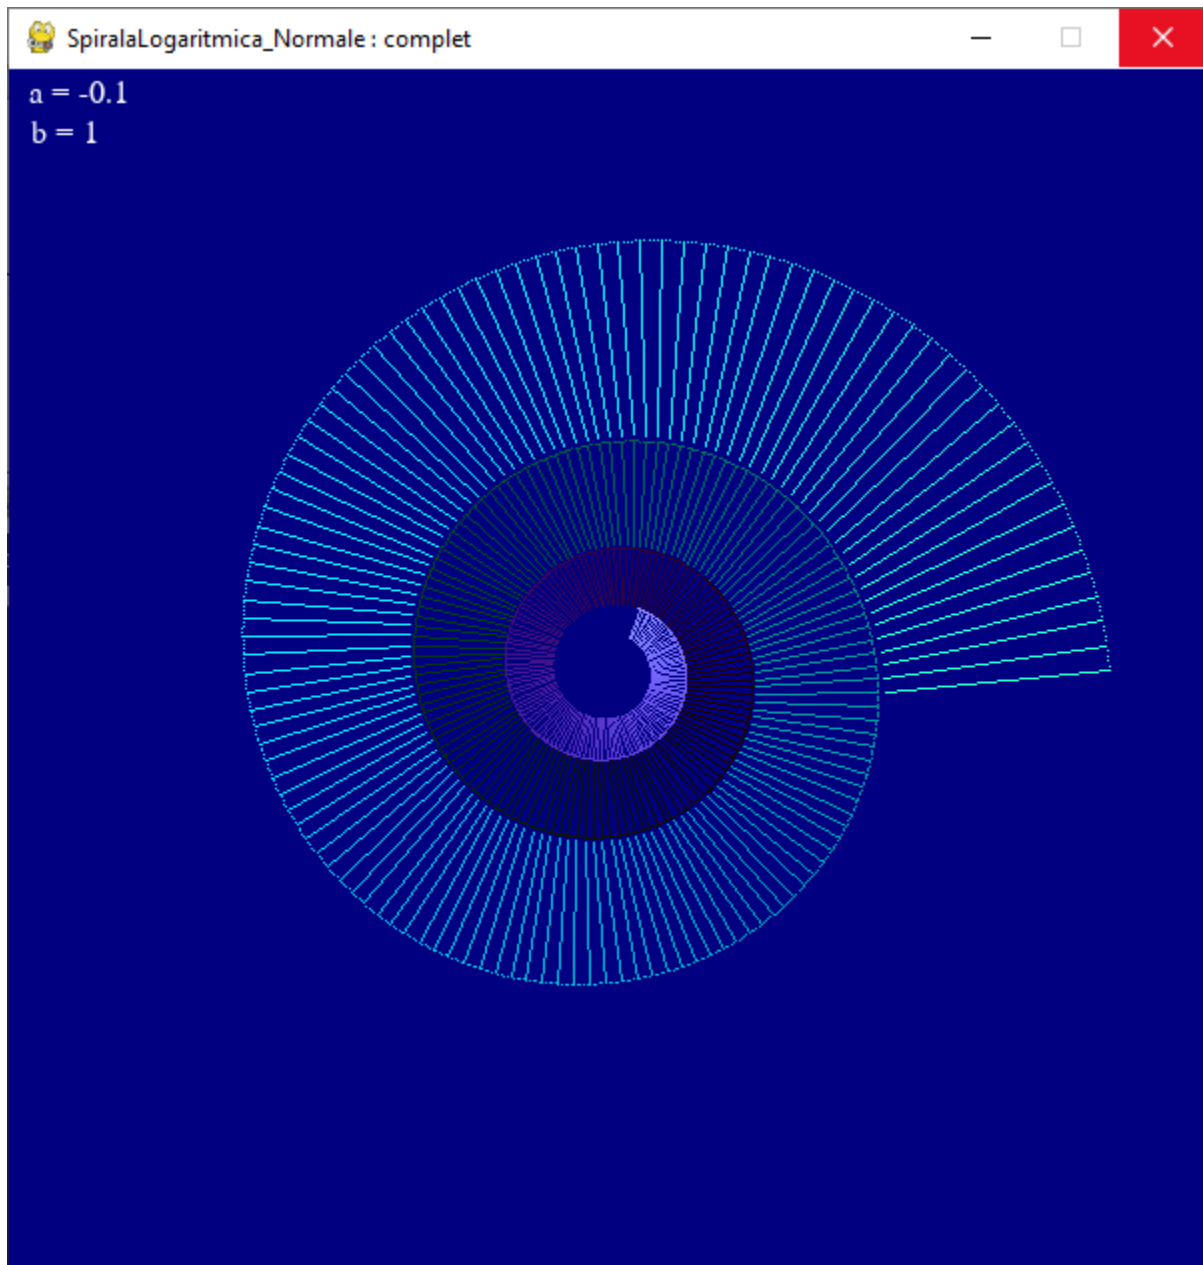 SpiralaLogaritmica_Normale : complet
a = -0.1
b = 1